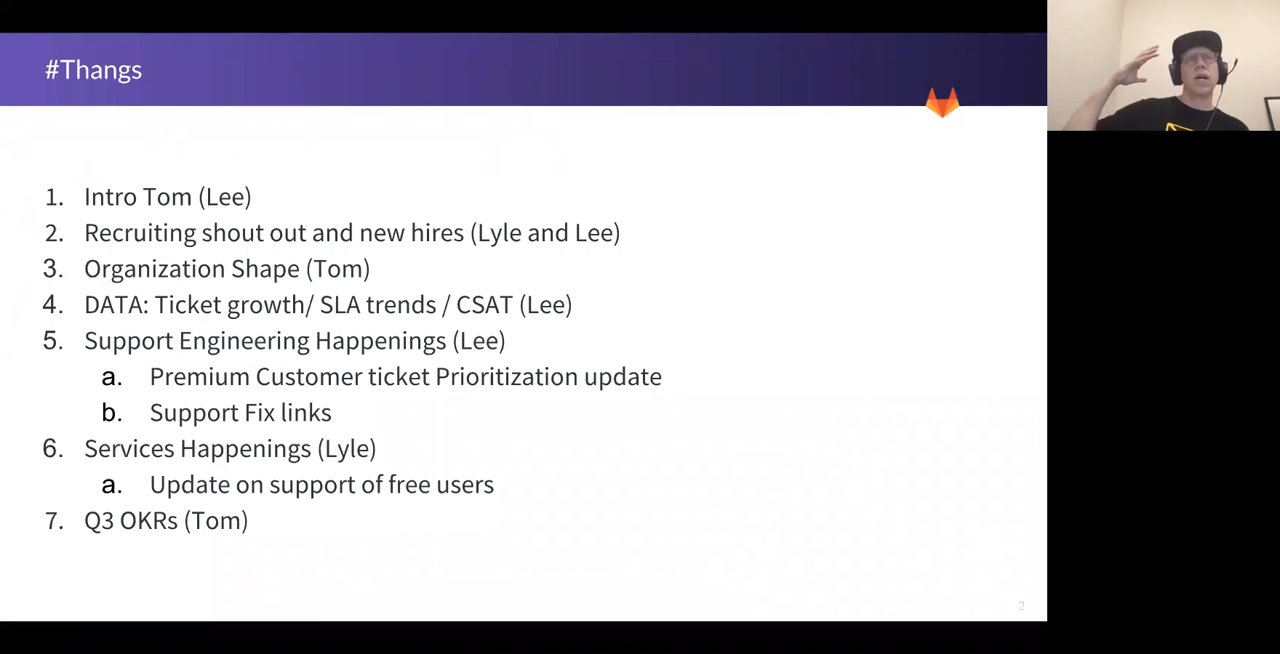 #Thangs
1. Intro Tom (Lee)
2. Recruiting shout out and new hires (Lyle and Lee)
3. Organization Shape (Tom)
4. DATA: Ticket growth/ SLA trends / CSAT (Lee)
5. Support Engineering Happenings (Lee)
a. Premium Customer ticket Prioritization update
b. Support Fix links
6. Services Happenings (Lyle)
a. Update on support of free users
7. Q3 OKRs (Tom)
2